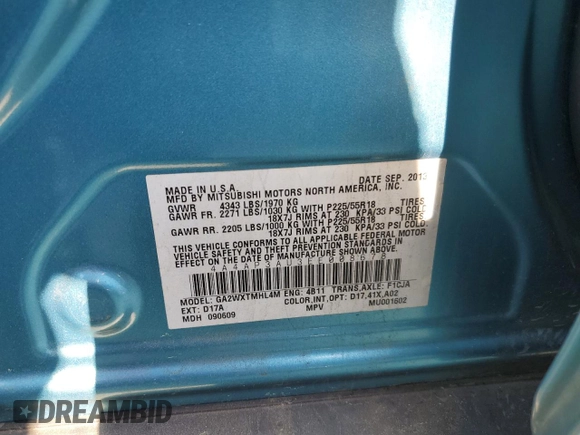 MADE IN U.S.A. DATE SEP. 2013
MFD BY MITSUBISHI MOTORS NORTH AMERICA, INC.
GVWR 4343 LBS/1970 KG TIRES
GAWR FR. 2271 LBS/1030 KG WITH P225/55R18
18X7J RIMS AT 230 KPA/33 PSI COLD
TIRES
GAWR RR. 2205 LBS/1000 KG WITH P225/55R18
18X7J RIMS AT 230 KPA/33 PSI COLD
THIS VEHICLE CONFORMS TO ALL APPLICABLE FEDERAL MOTOR
VEHICLE SAFETY AND THEFT PREVENTION STANDARDS IN
EFFECT ON THE DATE OF MANUFACTURE SHOWN ABOVE.
MODEL: GA2WXTMHL4M ENG: 4B11 TRANS,AXLE: F1CJA
EXT: D17A COLOR,INT,OPT: D17,41X,A02
MDH 090609 MPV MU001602
DREAMBID